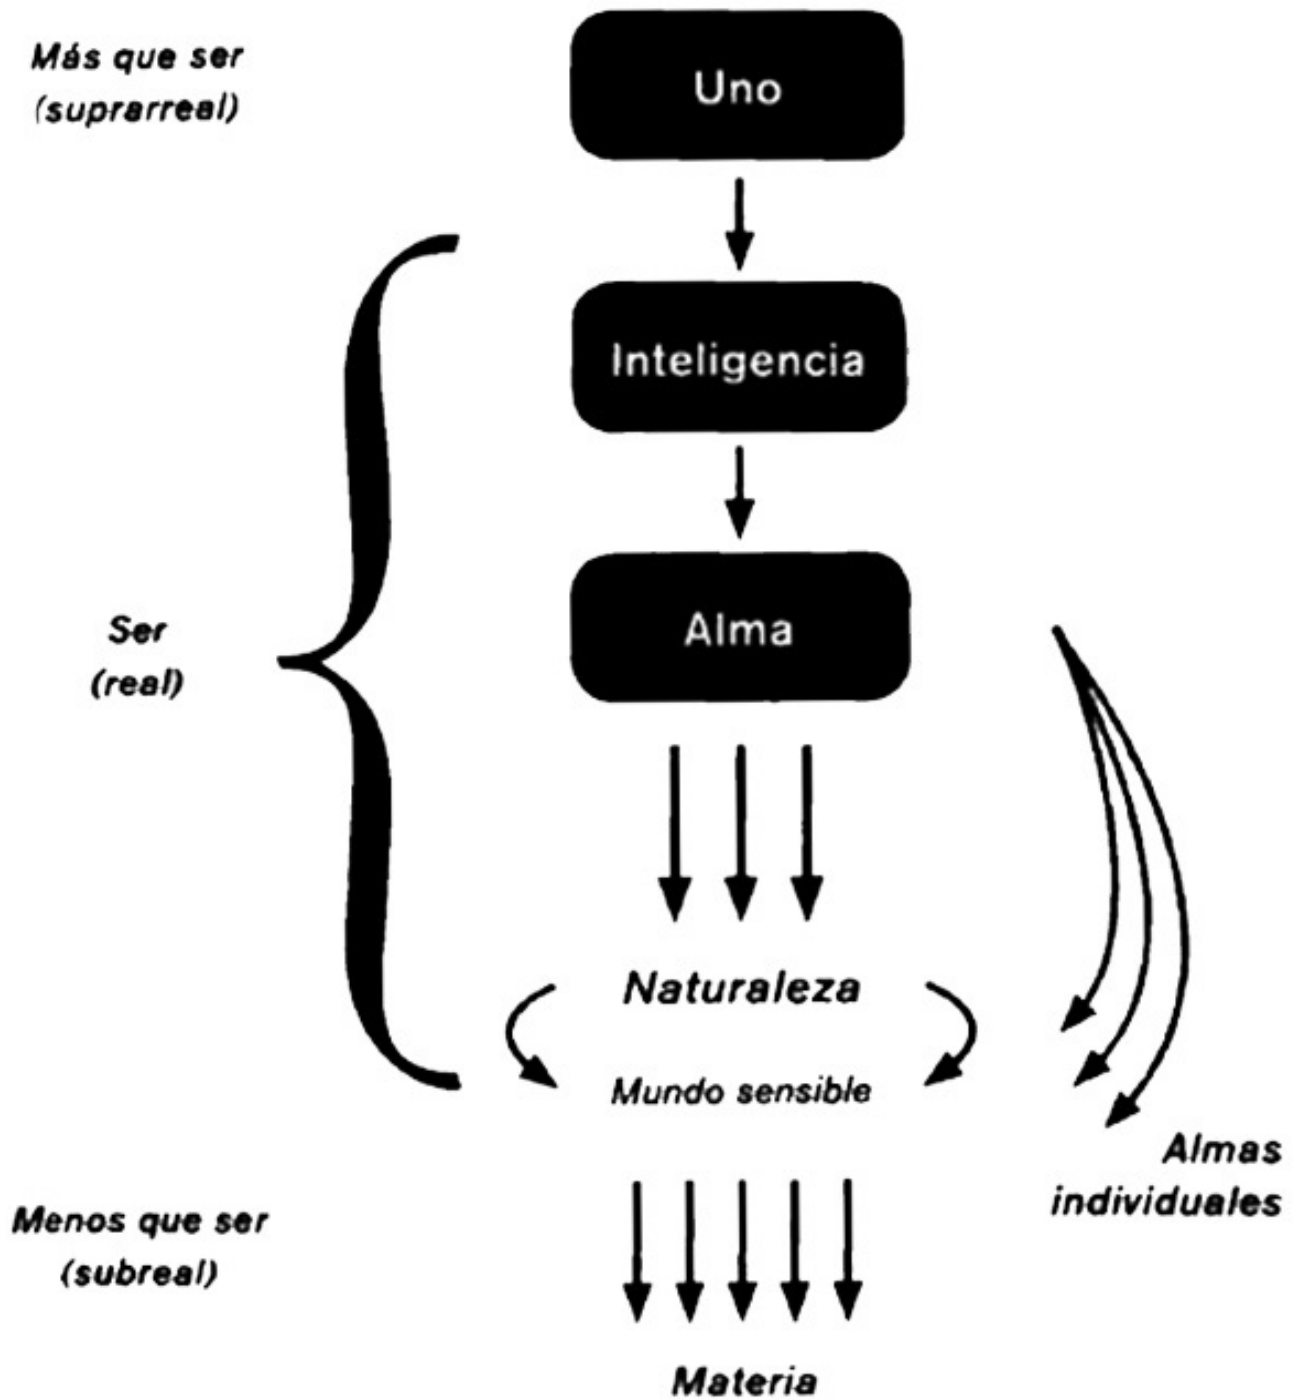 Más que ser
(suprarreal)
Uno
Inteligencia
Alma
Ser
(real)
Naturaleza
Mundo sensible
Almas
individuales
Menos que ser
(subreal)
Materia